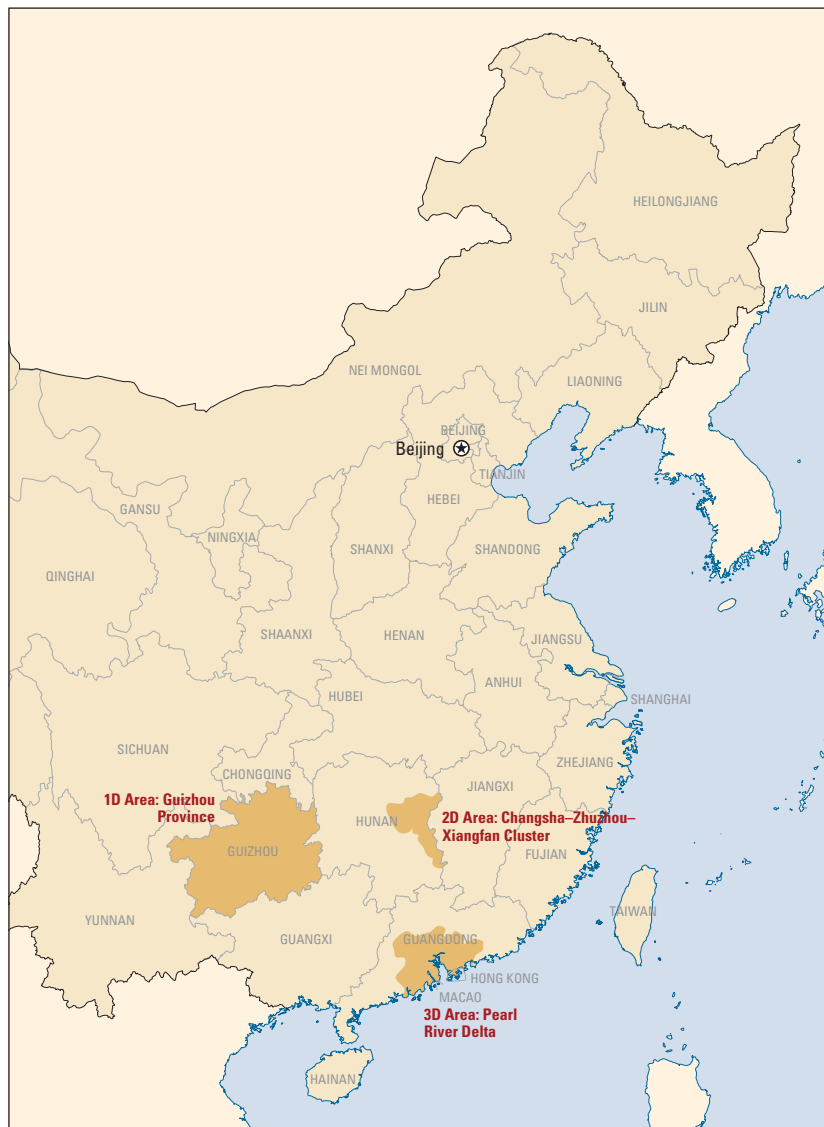 HEILONGJIANG
JILIN
NEI MONGOL
LIAONING
BEIJING
Beijing
TIANJIN
HEBEI
GANSU
NINGXIA
SHANXI
SHANDONG
QINGHAI
SHAANXI
HENAN
JIANGSU
ANHUI
HUBEI
SHANGHAI
SICHUAN
ZHEJIANG
CHONGQING
JIANGXI
1D Area: Guizhou
Province
HUNAN
2D Area: Changsha–Zhuzhou–
Xiangfan Cluster
GUIZHOU
FUJIAN
TAIWAN
YUNNAN
GUANGXI
GUANGDONG
HONG KONG
MACAO
3D Area: Pearl
River Delta
HAINAN